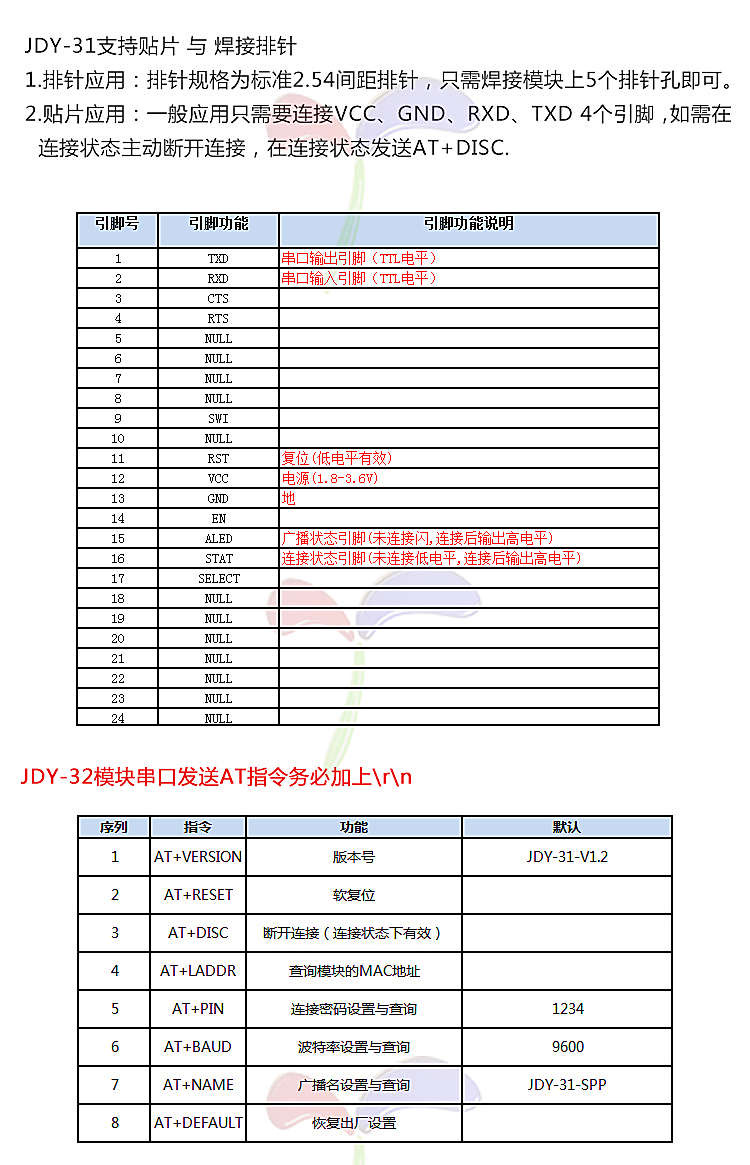 JDY-31支持贴片 与 焊接排针
1.排针应用：排针规格为标准2.54间距排针，只需焊接模块上5个排针孔即可。
2.贴片应用：一般应用只需要连接VCC、GND、RXD、TXD 4个引脚 ,如需在
连接状态主动断开连接，在连接状态发送AT+DISC.
引脚号 引脚功能 引脚功能说明
1 TXD 串口输出引脚（TTL电平）
2 RXD 串口输入引脚（TTL电平）
3 CTS
4 RTS
5 NULL
6 NULL
7 NULL
8 NULL
9 SWI
10 NULL
11 RST 复位(低电平有效)
12 VCC 电源(1.8-3.6V)
13 GND 地
14 EN
15 ALED 广播状态引脚(未连接闪,连接后输出高电平)
16 STAT 连接状态引脚(未连接低电平,连接后输出高电平)
17 SELECT
18 NULL
19 NULL
20 NULL
21 NULL
22 NULL
23 NULL
24 NULL
JDY-32模块串口发送AT指令务必加上\r\n
序列 指令 功能 默认
1 AT+VERSION 版本号 JDY-31-V1.2
2 AT+RESET 软复位
3 AT+DISC 断开连接（连接状态下有效）
4 AT+LADDR 查询模块的MAC地址
5 AT+PIN 连接密码设置与查询 1234
6 AT+BAUD 波特率设置与查询 9600
7 AT+NAME 广播名设置与查询 JDY-31-SPP
8 AT+DEFAULT 恢复出厂设置